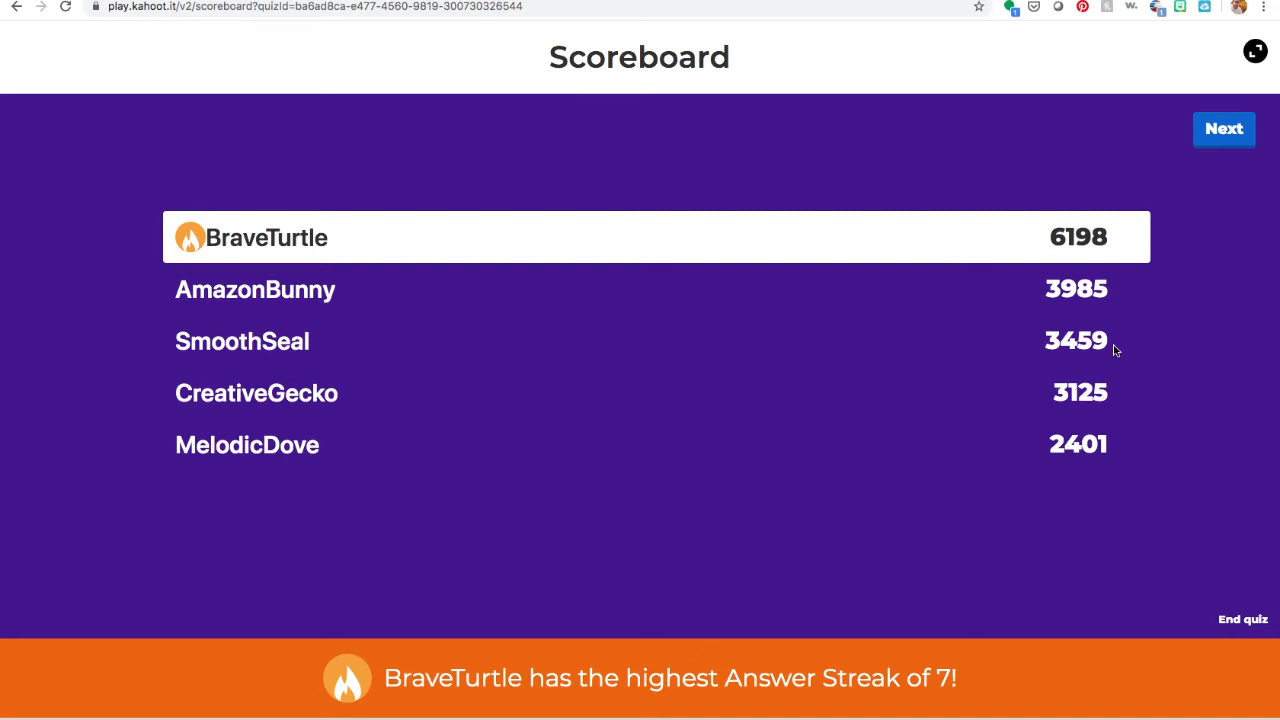 play.kahoot.it/v2/scoreboard?quizId=ba6ad8ca-e477-4560-9819-300730326544
Scoreboard
Next
BraveTurtle 6198
AmazonBunny 3985
SmoothSeal 3459
CreativeGecko 3125
MelodicDove 2401
End quiz
BraveTurtle has the highest Answer Streak of 7!